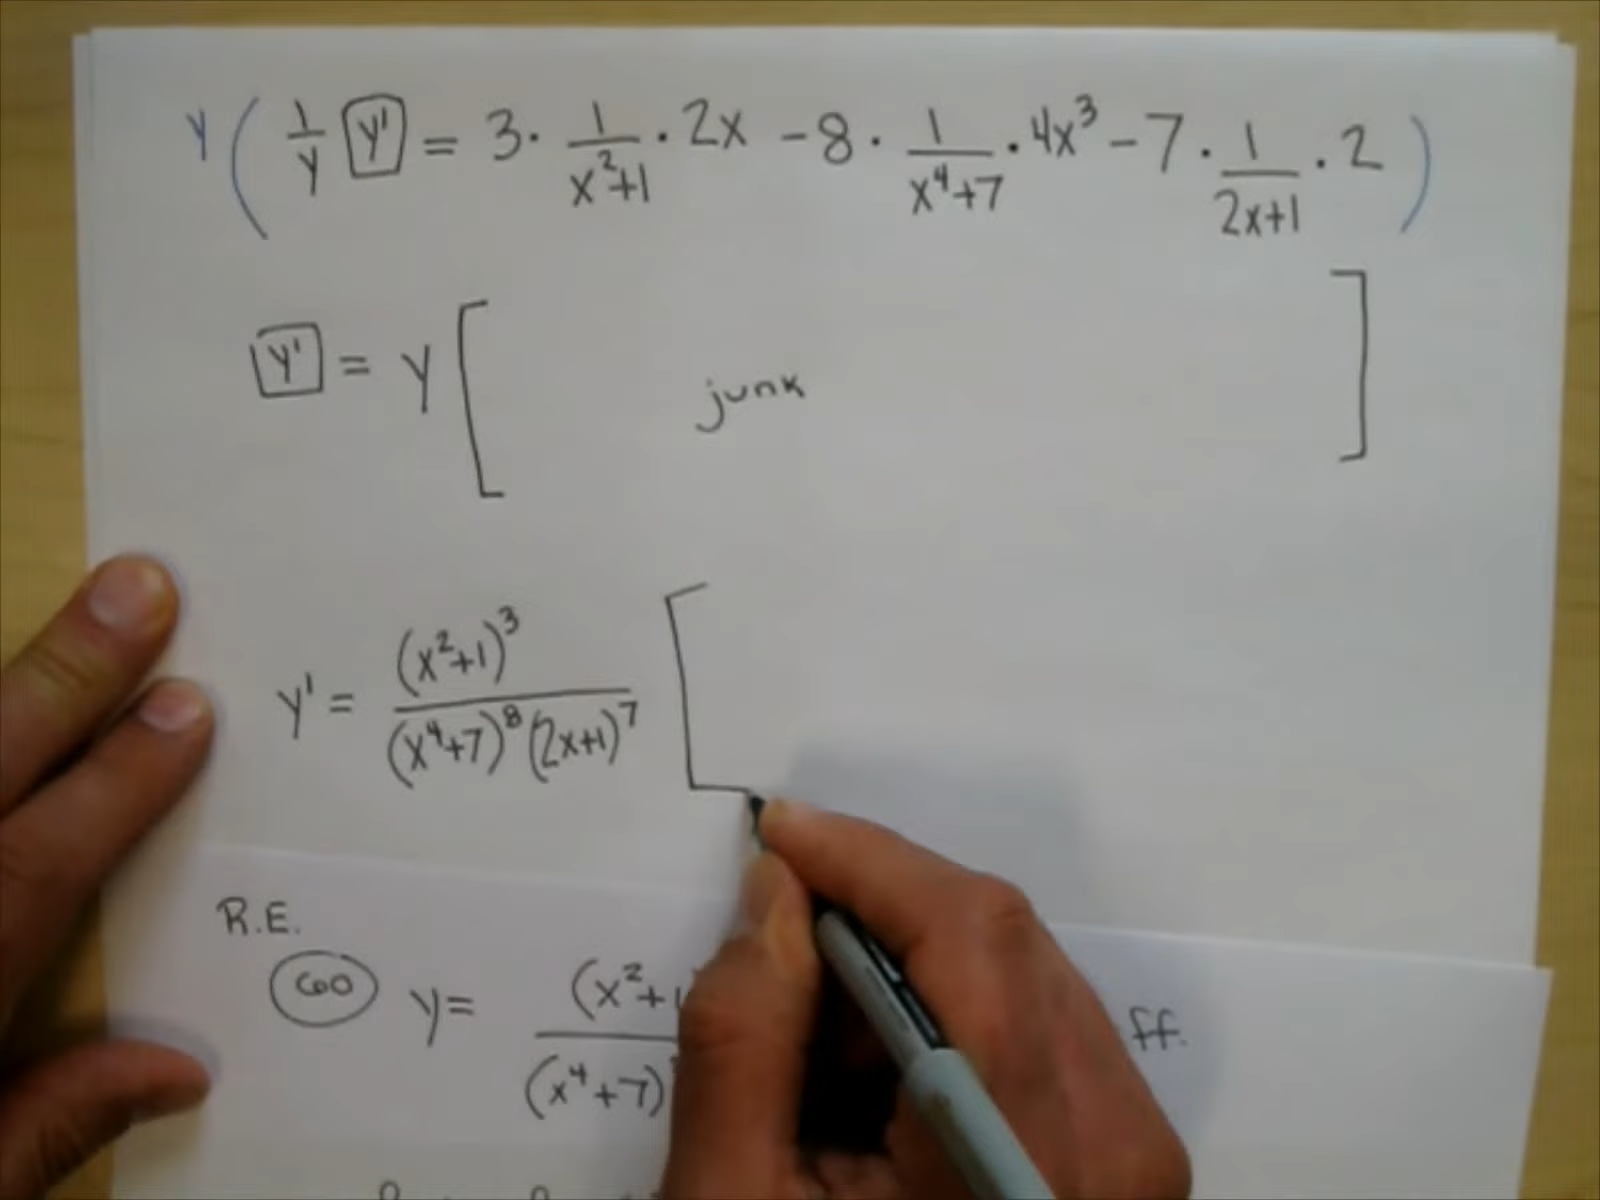 y ( 1/y y' = 3 · 1/(x²+1) · 2x - 8 · 1/(x⁴+7) · 4x³ - 7 · 1/(2x+1) · 2 )
y' = y [ junk ]
y' = (x²+1)³ / (x⁴+7)⁸(2x+1)⁷ [
R.E.
60 y = (x²+1 / (x⁴+7) ff.